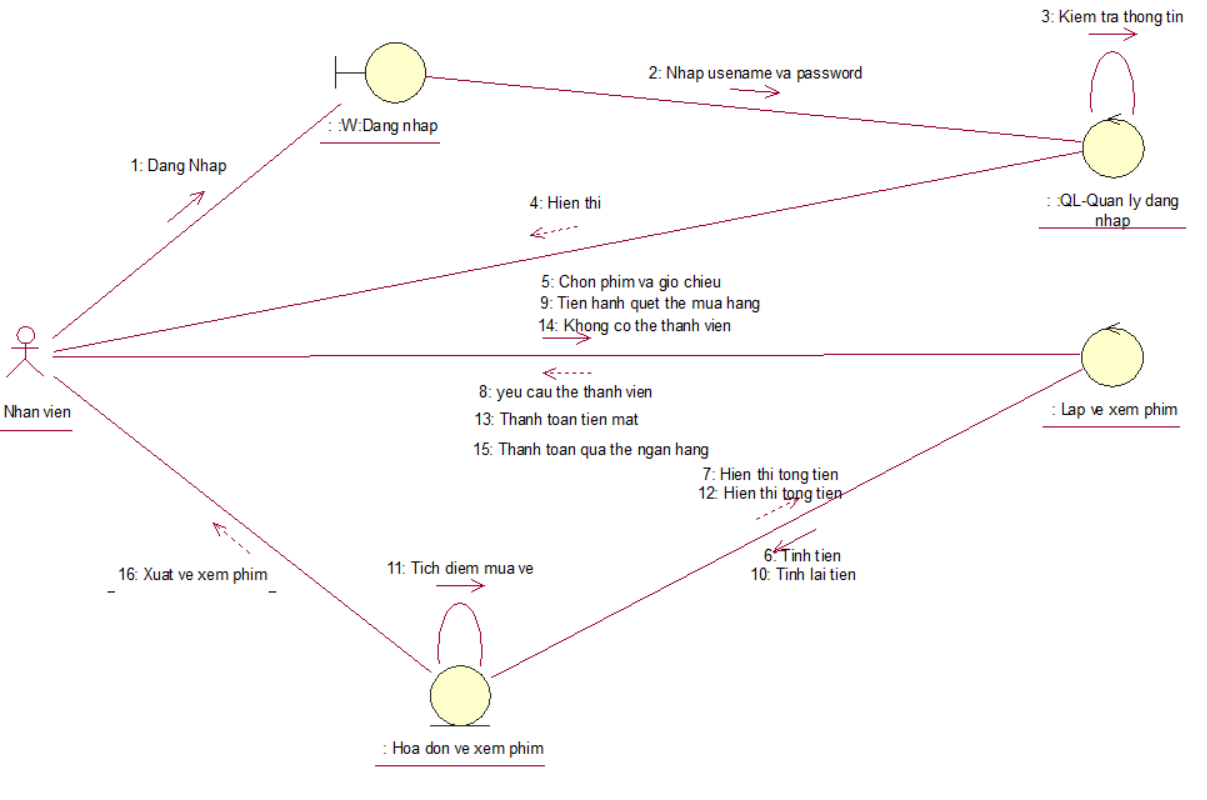 3: Kiem tra thong tin
2: Nhap usename va password
: :W:Dang nhap
1: Dang Nhap
: :QL-Quan ly dang
nhap
4: Hien thi
5: Chon phim va gio chieu
9: Tien hanh quet the mua hang
14: Khong co the thanh vien
8: yeu cau the thanh vien
13: Thanh toan tien mat
15: Thanh toan qua the ngan hang
Nhan vien
: Lap ve xem phim
7: Hien thi tong tien
12: Hien thi tong tien
6: Tinh tien
10: Tinh lai tien
11: Tich diem mua ve
_ 16: Xuat ve xem phim _
: Hoa don ve xem phim